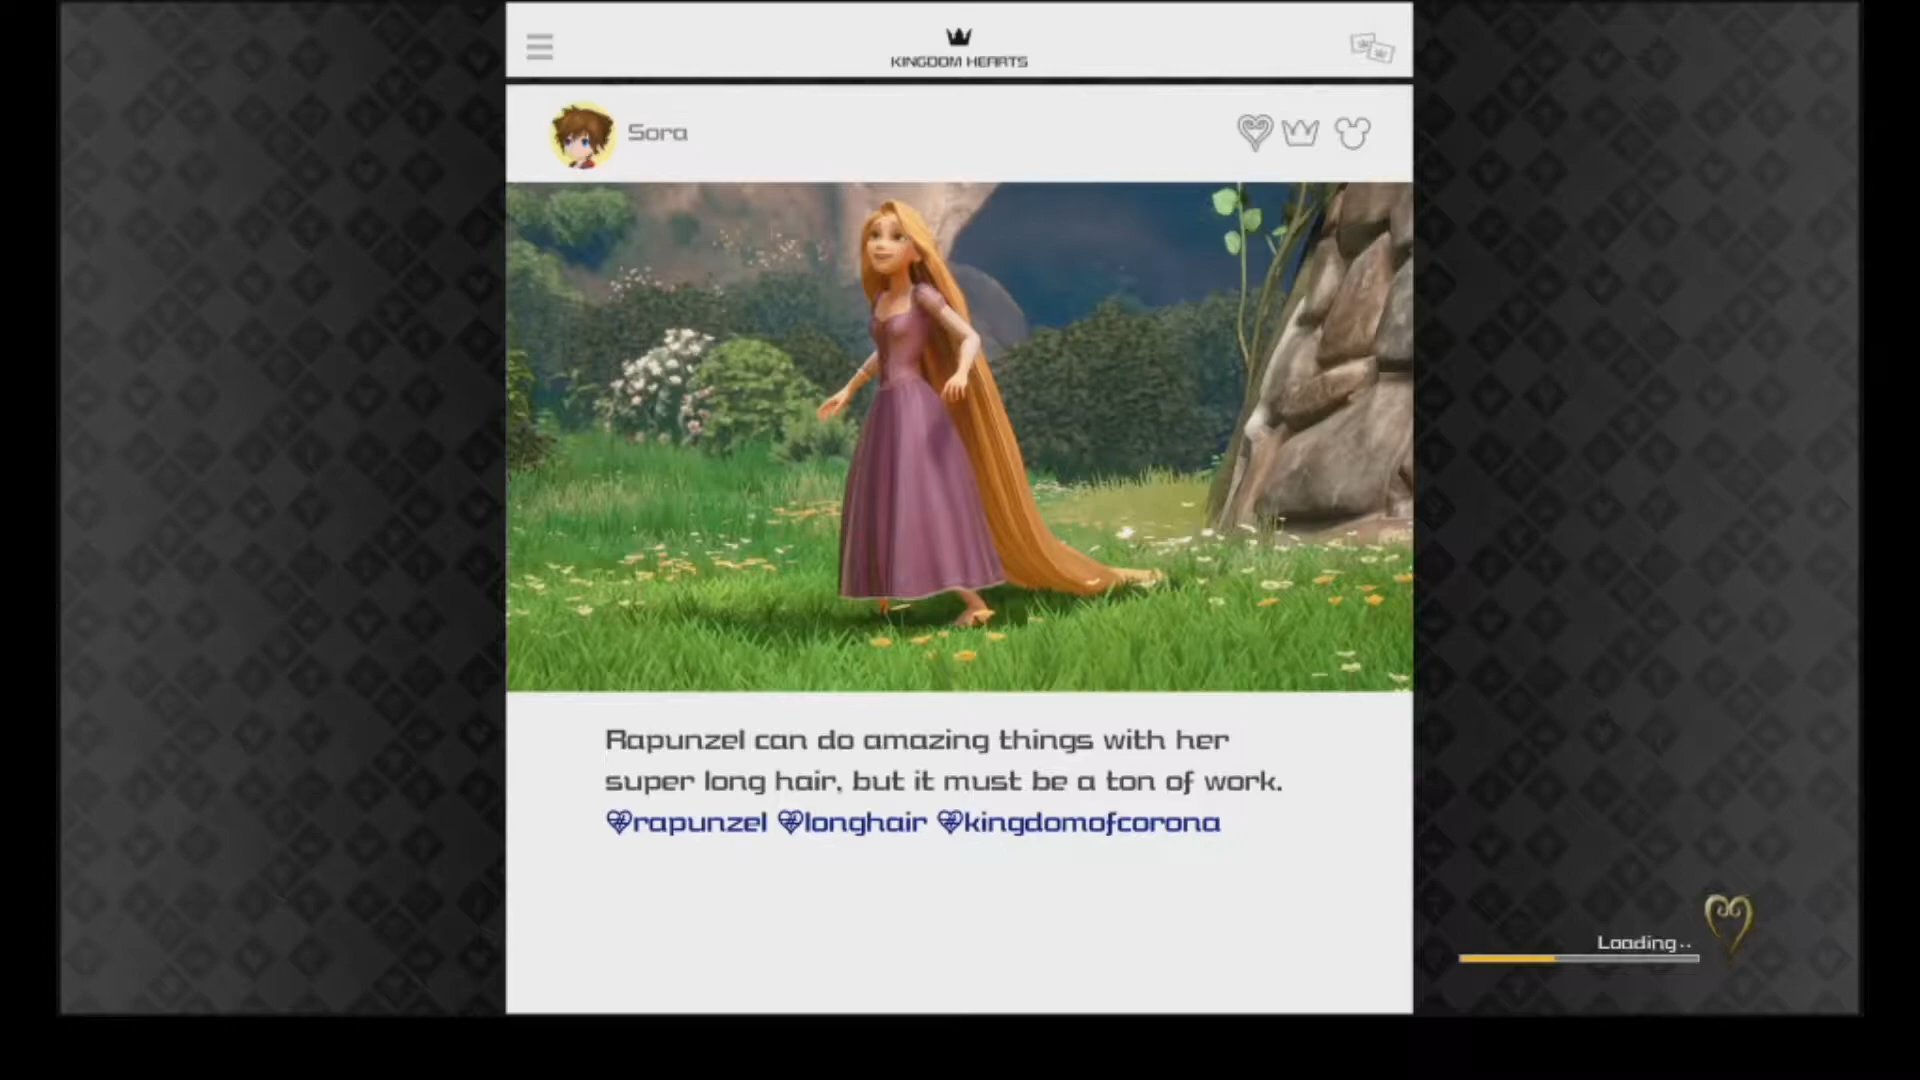 KINGDOM HEARTS
Sora
Rapunzel can do amazing things with her
super long hair, but it must be a ton of work.
rapunzel longhair kingdomofcorona
Loading..